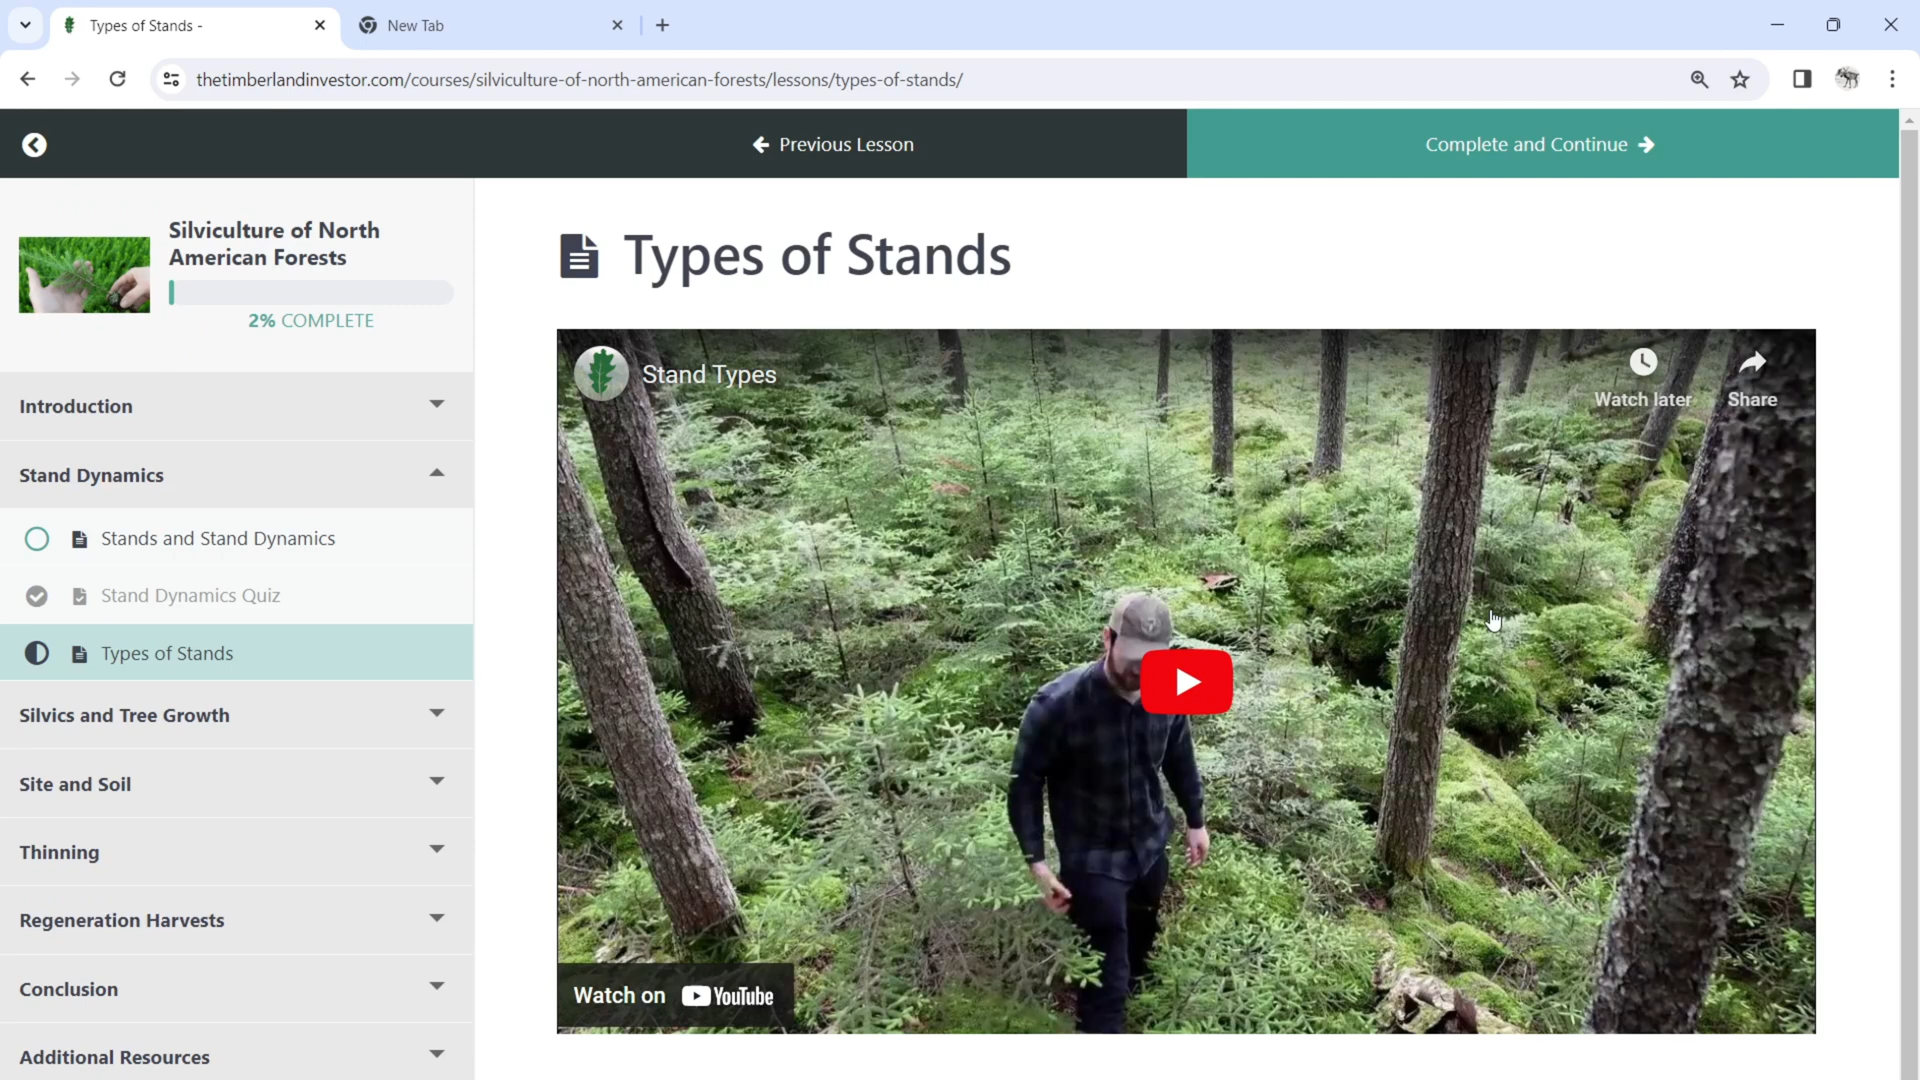 Types of Stands -
New Tab
thetimberlandinvestor.com/courses/silviculture-of-north-american-forests/lessons/types-of-stands/
Previous Lesson
Complete and Continue
Silviculture of North
American Forests
2% COMPLETE
Introduction
Stand Dynamics
Stands and Stand Dynamics
Stand Dynamics Quiz
Types of Stands
Silvics and Tree Growth
Site and Soil
Thinning
Regeneration Harvests
Conclusion
Additional Resources
Types of Stands
Stand Types
Watch later
Share
Watch on YouTube